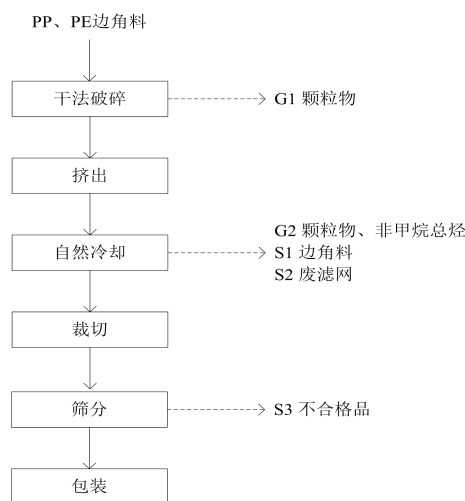 PP、PE边角料
干法破碎
G1 颗粒物
挤出
G2 颗粒物、非甲烷总烃
自然冷却
S1 边角料
S2 废滤网
裁切
筛分
S3 不合格品
包装